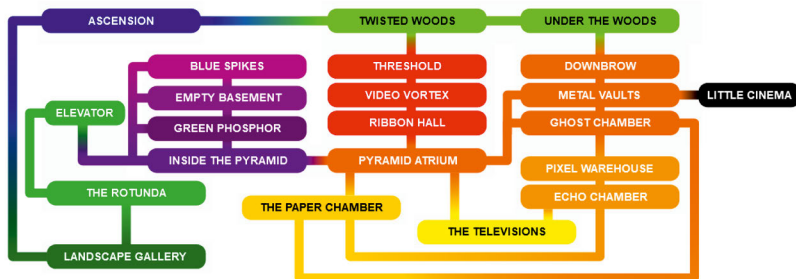 ASCENSION
TWISTED WOODS
UNDER THE WOODS
BLUE SPIKES
THRESHOLD
DOWNBROW
EMPTY BASEMENT
VIDEO VORTEX
METAL VAULTS
LITTLE CINEMA
ELEVATOR
GREEN PHOSPHOR
RIBBON HALL
GHOST CHAMBER
INSIDE THE PYRAMID
PYRAMID ATRIUM
PIXEL WAREHOUSE
THE ROTUNDA
THE PAPER CHAMBER
ECHO CHAMBER
THE TELEVISIONS
LANDSCAPE GALLERY